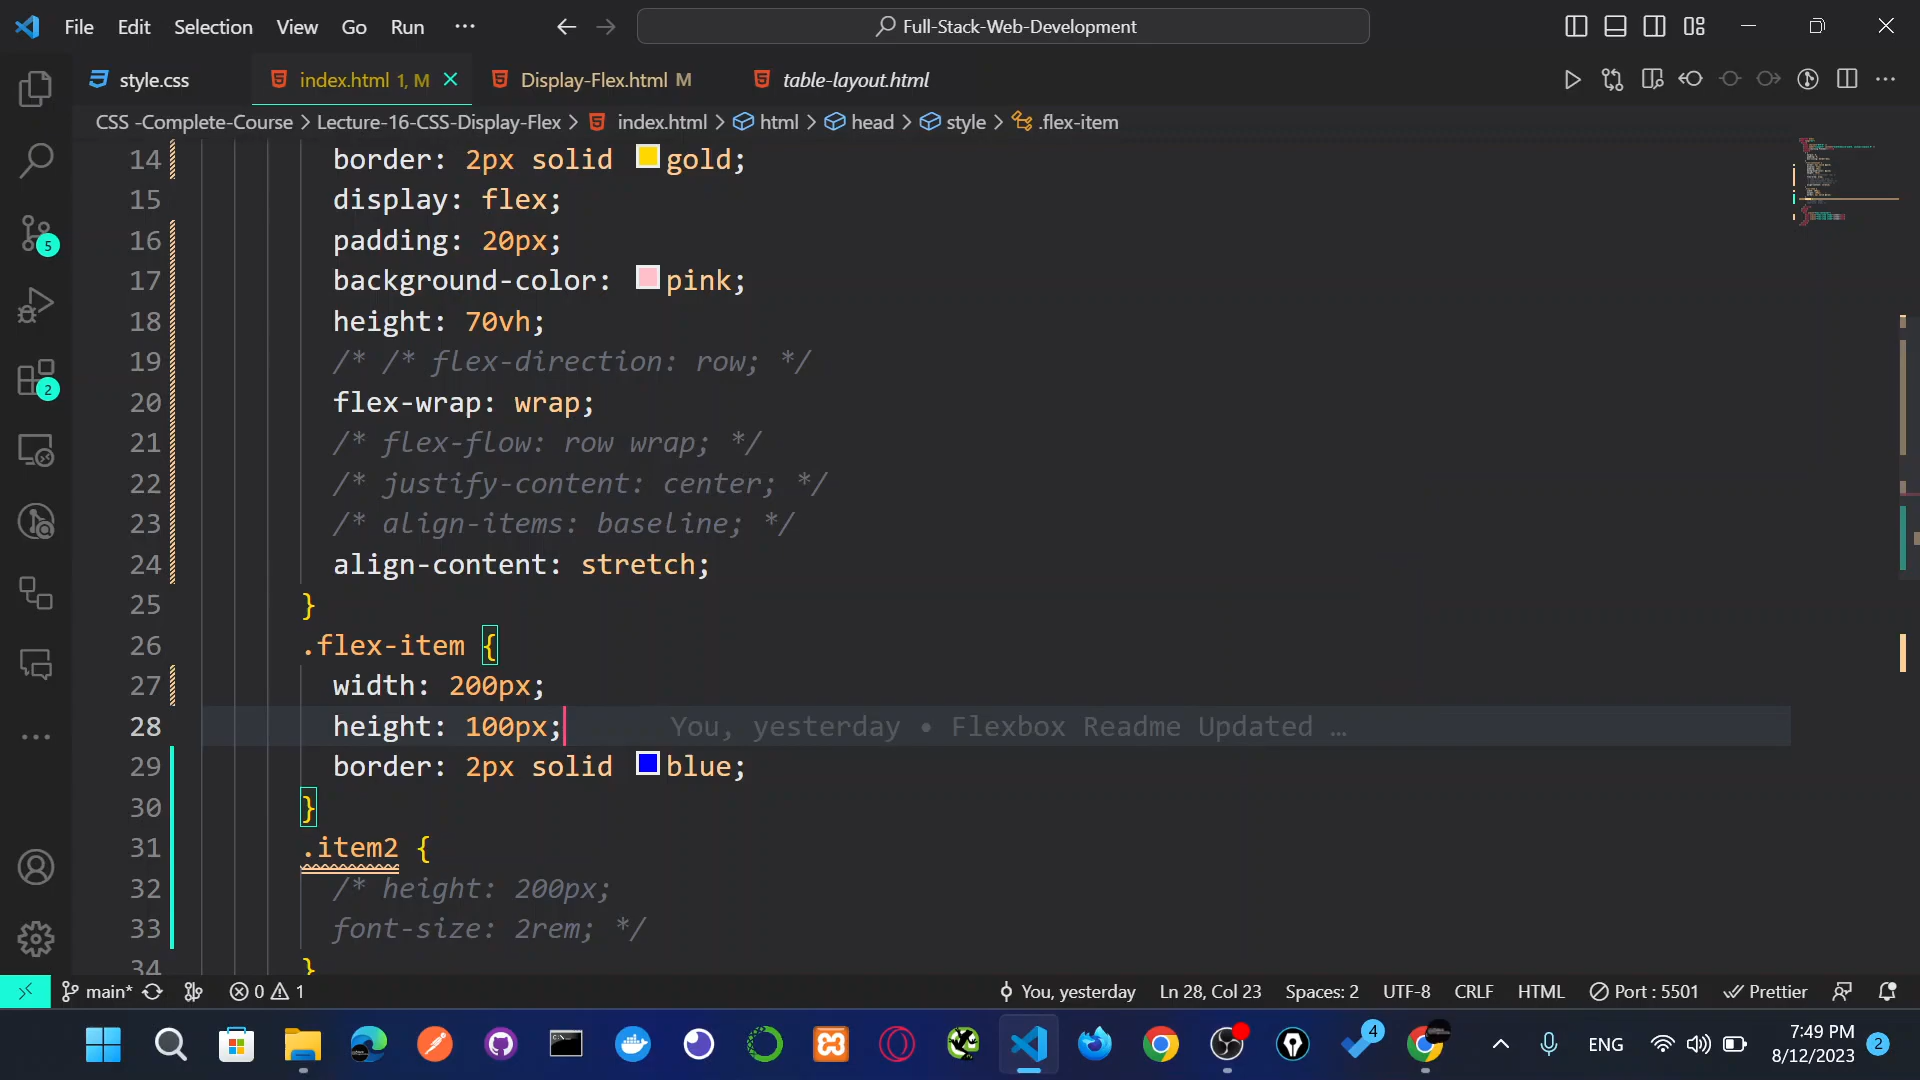 File Edit Selection View Go Run ··· Full-Stack-Web-Development
style.css index.html 1, M Display-Flex.html M table-layout.html
CSS -Complete-Course > Lecture-16-CSS-Display-Flex > index.html > html > head > style > .flex-item
14 border: 2px solid gold;
15 display: flex;
16 padding: 20px;
17 background-color: pink;
18 height: 70vh;
19 /* /* flex-direction: row; */
20 flex-wrap: wrap;
21 /* flex-flow: row wrap; */
22 /* justify-content: center; */
23 /* align-items: baseline; */
24 align-content: stretch;
25 }
26 .flex-item {
27 width: 200px;
28 height: 100px; You, yesterday • Flexbox Readme Updated …
29 border: 2px solid blue;
30 }
31 .item2 {
32 /* height: 200px;
33 font-size: 2rem; */
34 }
5
2
main* 0 1 You, yesterday Ln 28, Col 23 Spaces: 2 UTF-8 CRLF HTML Port : 5501 Prettier
4 ENG 7:49 PM 2
8/12/2023